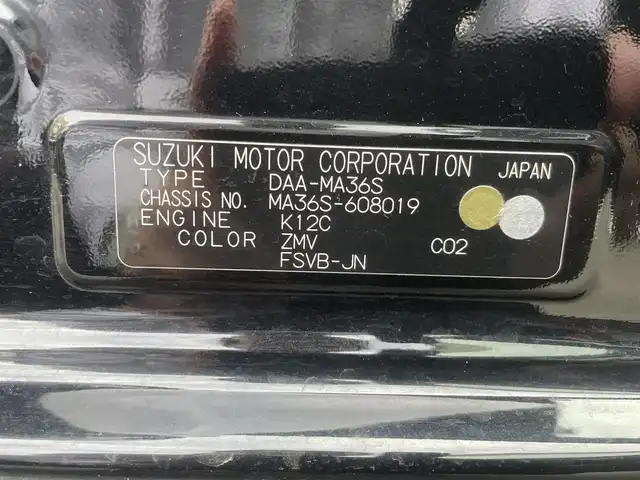 SUZUKI MOTOR CORPORATION JAPAN
TYPE DAA-MA36S
CHASSIS NO. MA36S-608019
ENGINE K12C
COLOR ZMV C02
FSVB-JN